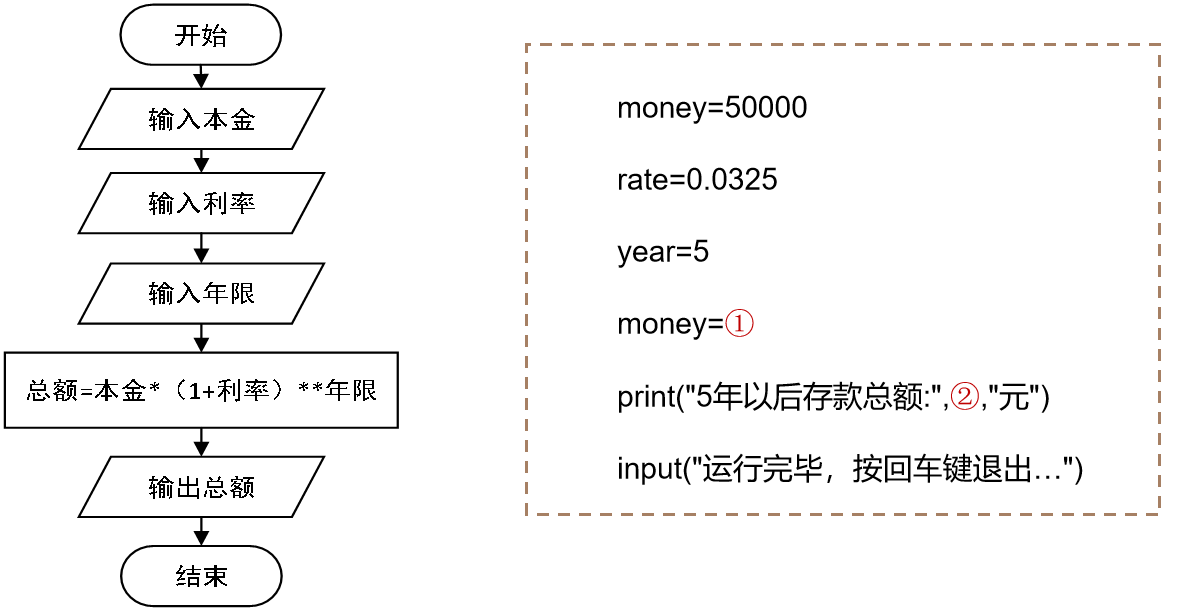 开始
输入本金
输入利率
输入年限
总额=本金*（1+利率）**年限
输出总额
结束
money=50000
rate=0.0325
year=5
money=①
print("5年以后存款总额:",②,"元")
input("运行完毕，按回车键退出…")